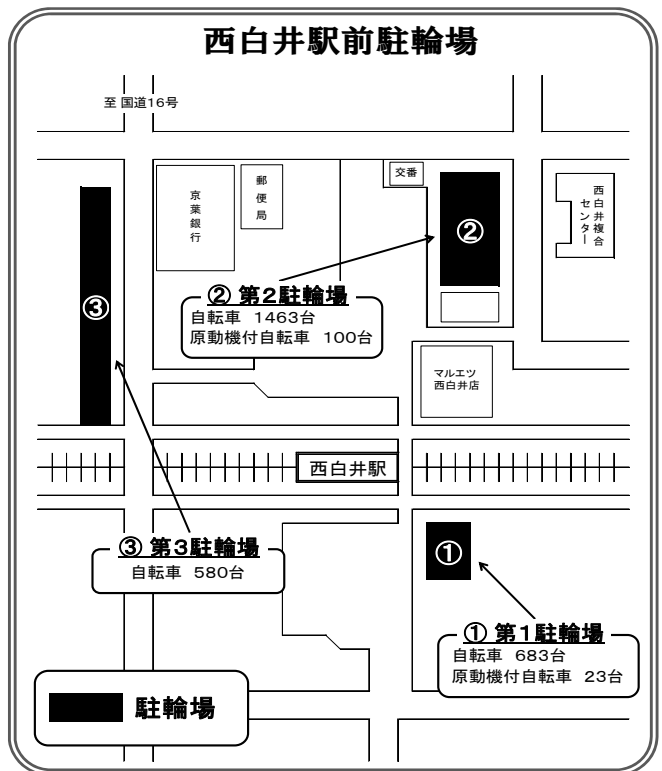 西白井駅前駐輪場
至 国道16号
京葉銀行
郵便局
交番
西白井複合
センター
②
③
② 第2駐輪場
自転車 1463台
原動機付自転車 100台
マルエツ
西白井店
西白井駅
③ 第3駐輪場
自転車 580台
①
① 第1駐輪場
自転車 683台
原動機付自転車 23台
駐輪場